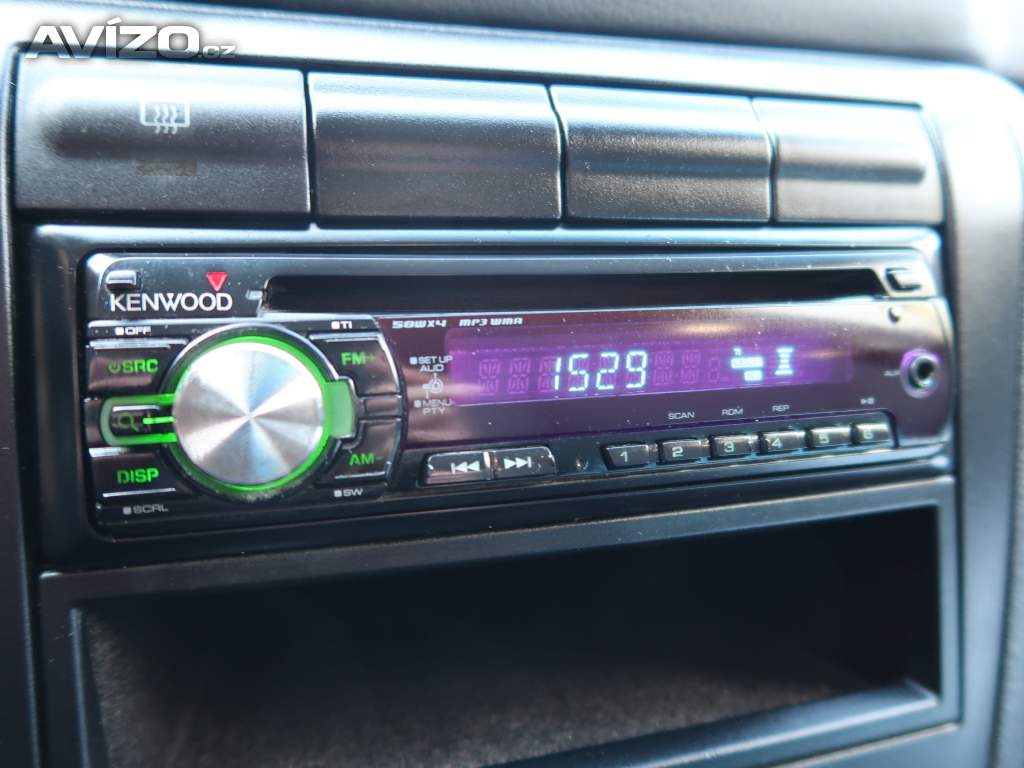 AVÍZO.cz
KENWOOD
OFF
TI
50WX4 MP3 WMA
SRC
FM+
SET UP
AUD
1529
AUX
MENU
PTY
SCAN RDM REP
DISP
AM-
1 2 3 4 5 6
SCRL
SW